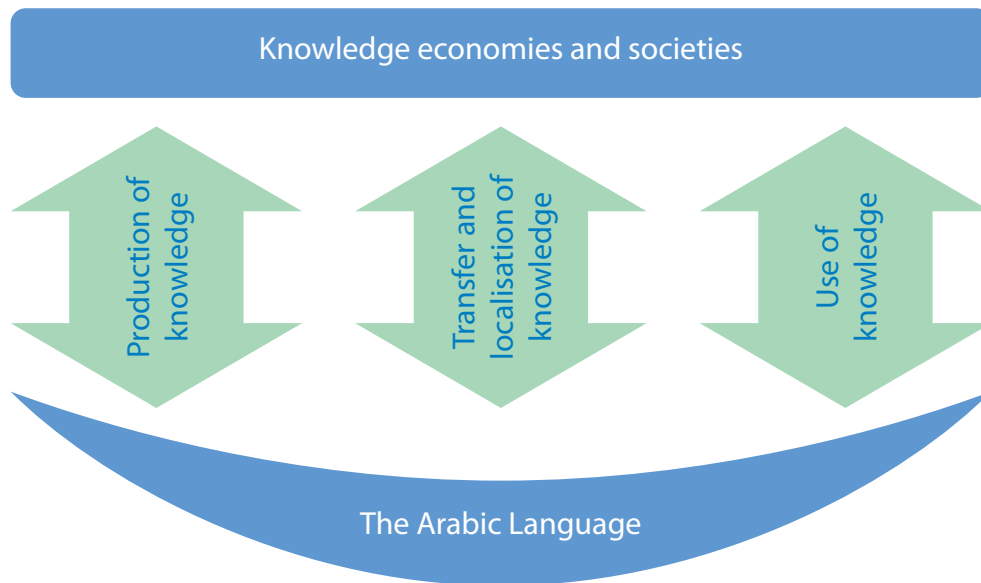 Knowledge economies and societies
Production of
knowledge
Transfer and
localisation of
knowledge
Use of
knowledge
The Arabic Language